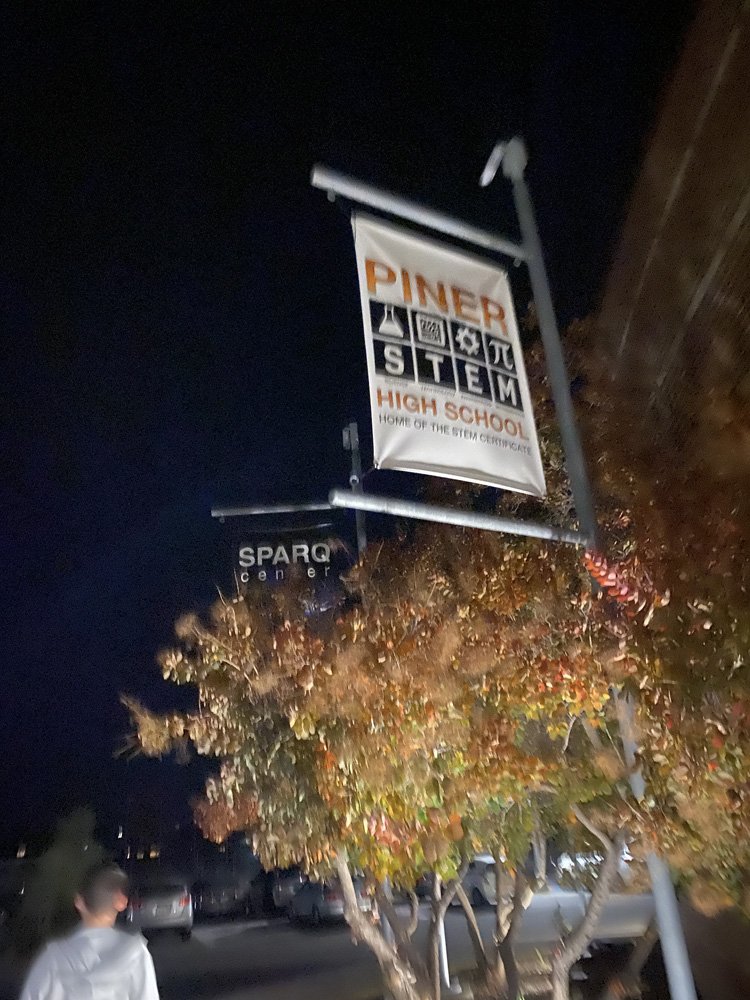 PINER
π
STEM
HIGH SCHOOL
HOME OF THE STEM CERTIFICATE
SPARQ
center